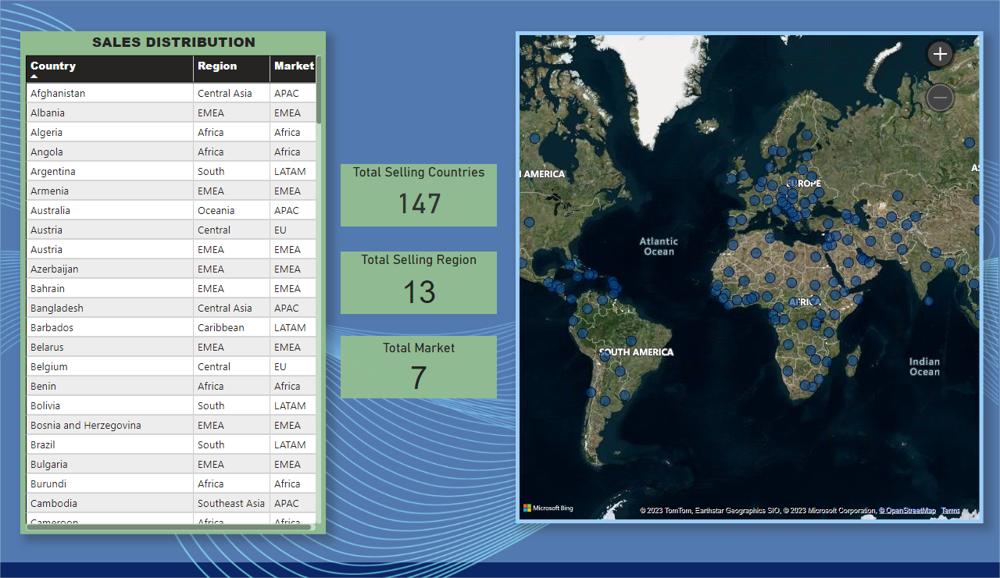 SALES DISTRIBUTION
Country Region Market
Afghanistan Central Asia APAC
Albania EMEA EMEA
Algeria Africa Africa
Angola Africa Africa
Argentina South LATAM
Armenia EMEA EMEA
Australia Oceania APAC
Austria Central EU
Austria EMEA EMEA
Azerbaijan EMEA EMEA
Bahrain EMEA EMEA
Bangladesh Central Asia APAC
Barbados Caribbean LATAM
Belarus EMEA EMEA
Belgium Central EU
Benin Africa Africa
Bolivia South LATAM
Bosnia and Herzegovina EMEA EMEA
Brazil South LATAM
Bulgaria EMEA EMEA
Burundi Africa Africa
Cambodia Southeast Asia APAC
Cameroon Africa Africa
Total Selling Countries
147
Total Selling Region
13
Total Market
7
AMERICA
EUROPE
AS
Atlantic
Ocean
AFRICA
SOUTH AMERICA
Indian
Ocean
Microsoft Bing
© 2023 TomTom, Earthstar Geographics SIO, © 2023 Microsoft Corporation, © OpenStreetMap Terms